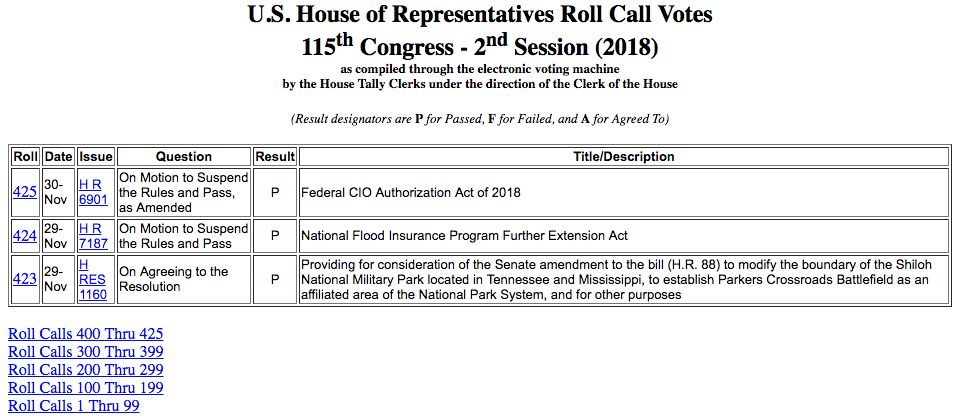 U.S. House of Representatives Roll Call Votes
115th Congress - 2nd Session (2018)
as compiled through the electronic voting machine
by the House Tally Clerks under the direction of the Clerk of the House
(Result designators are P for Passed, F for Failed, and A for Agreed To)
Roll Date Issue Question Result Title/Description
425 30-Nov H R 6901 On Motion to Suspend the Rules and Pass, as Amended P Federal CIO Authorization Act of 2018
424 29-Nov H R 7187 On Motion to Suspend the Rules and Pass P National Flood Insurance Program Further Extension Act
423 29-Nov H RES 1160 On Agreeing to the Resolution P Providing for consideration of the Senate amendment to the bill (H.R. 88) to modify the boundary of the Shiloh National Military Park located in Tennessee and Mississippi, to establish Parkers Crossroads Battlefield as an affiliated area of the National Park System, and for other purposes
Roll Calls 400 Thru 425
Roll Calls 300 Thru 399
Roll Calls 200 Thru 299
Roll Calls 100 Thru 199
Roll Calls 1 Thru 99